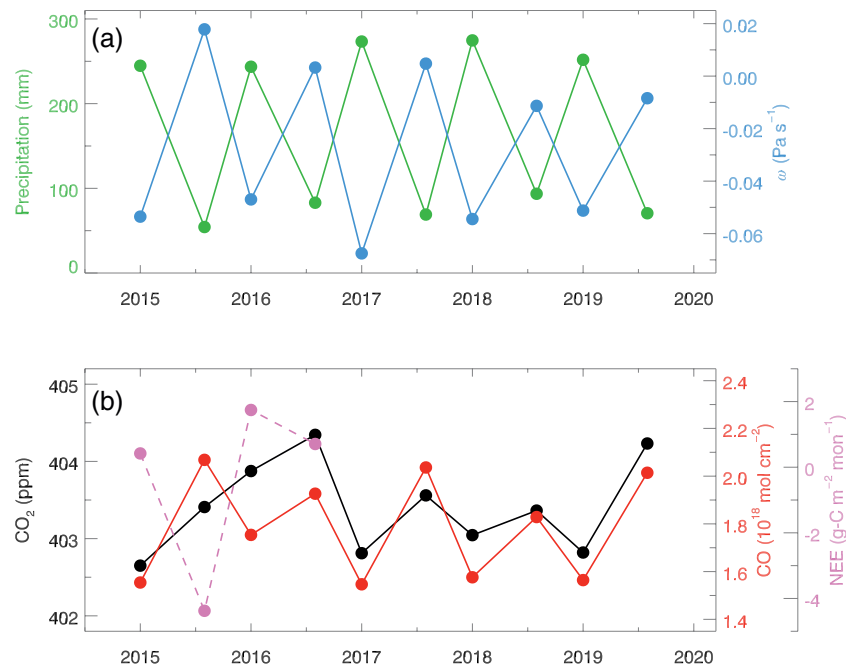 (a)
300
200
100
0
Precipitation (mm)
0.02
0.00
-0.02
-0.04
-0.06
ω (Pa s⁻¹)
2015 2016 2017 2018 2019 2020
(b)
405
404
403
402
CO₂ (ppm)
2.4
2.2
2.0
1.8
1.6
1.4
CO (10¹⁸ mol cm⁻²)
2
0
-2
-4
NEE (g-C m⁻² mon⁻¹)
2015 2016 2017 2018 2019 2020